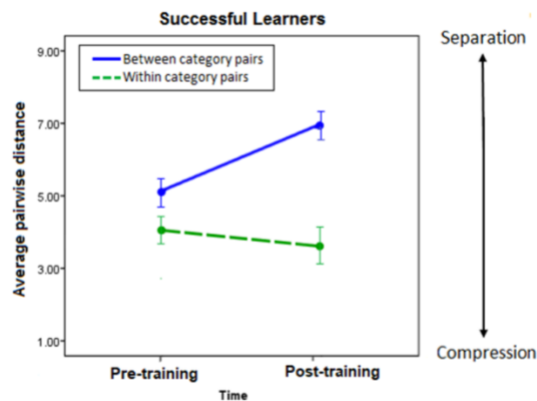 Successful Learners
Separation
9.00
Between category pairs
Within category pairs
7.00
5.00
3.00
1.00
Average pairwise distance
Compression
Pre-training
Post-training
Time